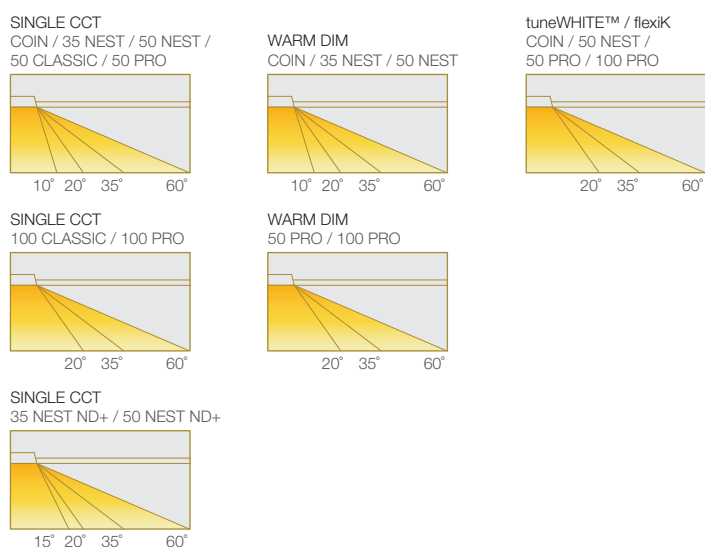 SINGLE CCT
COIN / 35 NEST / 50 NEST /
50 CLASSIC / 50 PRO
10˚ 20˚ 35˚ 60˚
WARM DIM
COIN / 35 NEST / 50 NEST
10˚ 20˚ 35˚ 60˚
tuneWHITE™ / flexiK
COIN / 50 NEST /
50 PRO / 100 PRO
20˚ 35˚ 60˚
SINGLE CCT
100 CLASSIC / 100 PRO
20˚ 35˚ 60˚
WARM DIM
50 PRO / 100 PRO
20˚ 35˚ 60˚
SINGLE CCT
35 NEST ND+ / 50 NEST ND+
15˚ 20˚ 35˚ 60˚